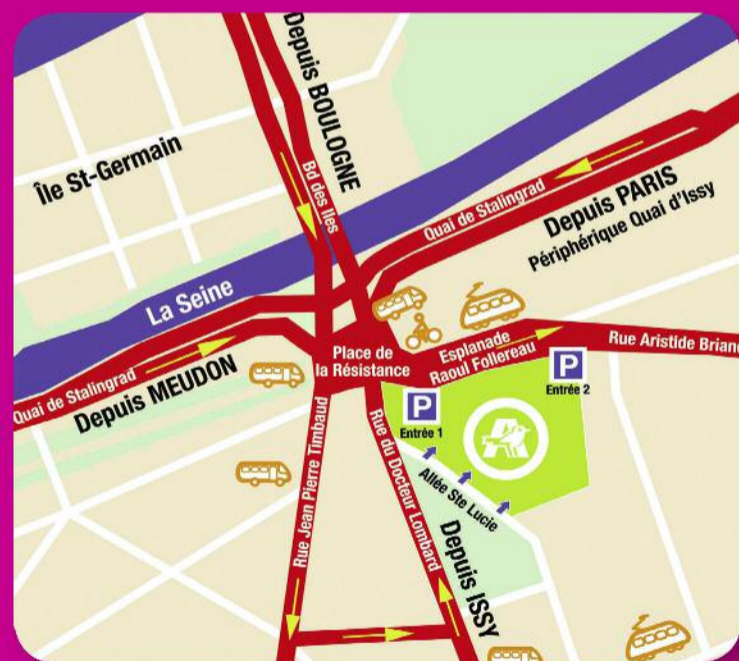 Depuis BOULOGNE
Bd des Iles
Île St-Germain
Quai de Stalingrad
Depuis PARIS
Périphérique Quai d'Issy
La Seine
Place de
la Résistance
Esplanade
Raoul Follereau
Rue Aristide Brian
Quai de Stalingrad
Depuis MEUDON
P
Entrée 1
P
Entrée 2
A
Rue Jean Pierre Timbaud
Rue du Docteur Lombard
Allée Ste Lucie
Depuis ISSY